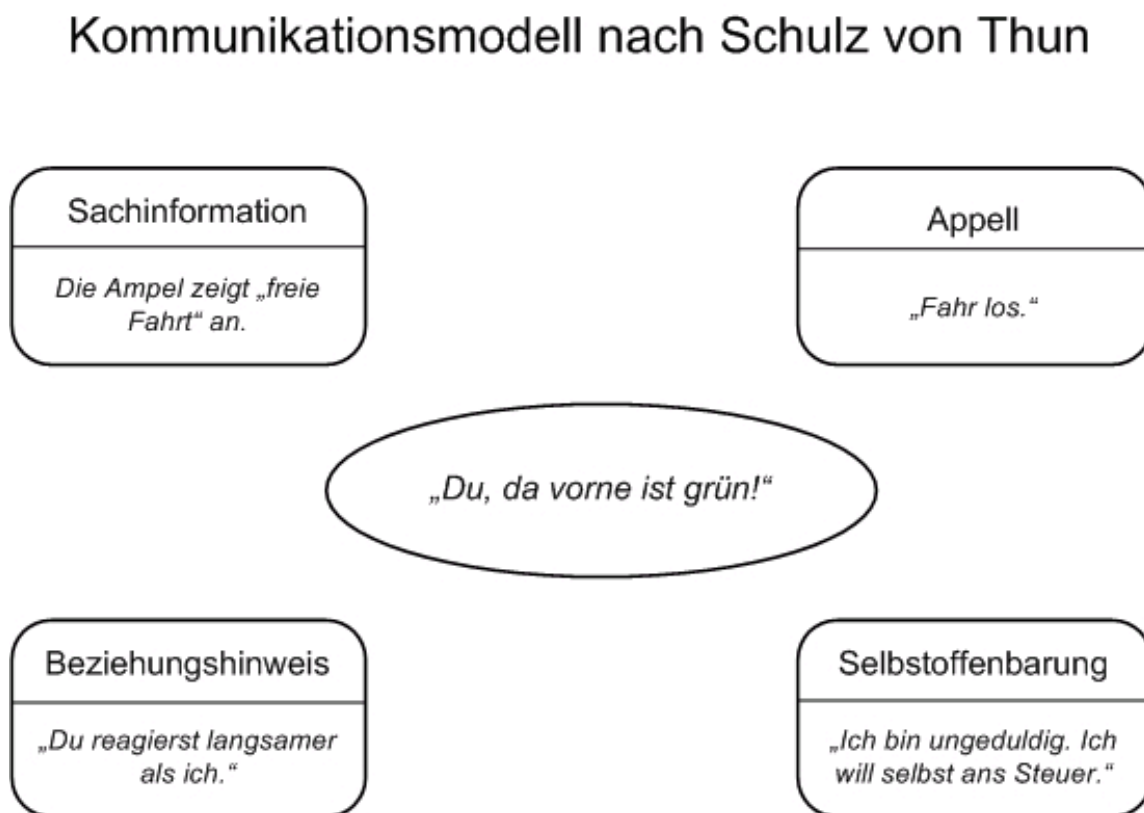 Kommunikationsmodell nach Schulz von Thun
Sachinformation
Die Ampel zeigt „freie
Fahrt“ an.
Appell
„Fahr los.“
„Du, da vorne ist grün!“
Beziehungshinweis
„Du reagierst langsamer
als ich.“
Selbstoffenbarung
„Ich bin ungeduldig. Ich
will selbst ans Steuer.“